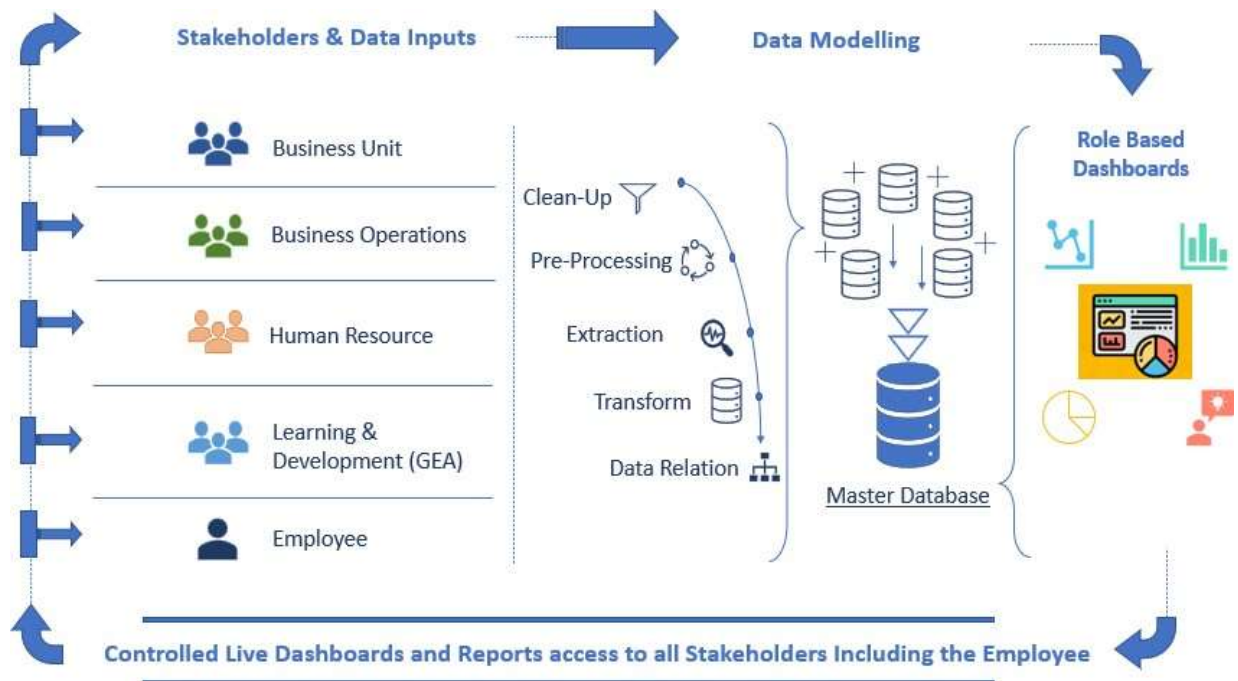 Stakeholders & Data Inputs
Data Modelling
Business Unit
Business Operations
Human Resource
Learning &
Development (GEA)
Employee
Clean-Up
Pre-Processing
Extraction
Transform
Data Relation
Master Database
Role Based
Dashboards
Controlled Live Dashboards and Reports access to all Stakeholders Including the Employee